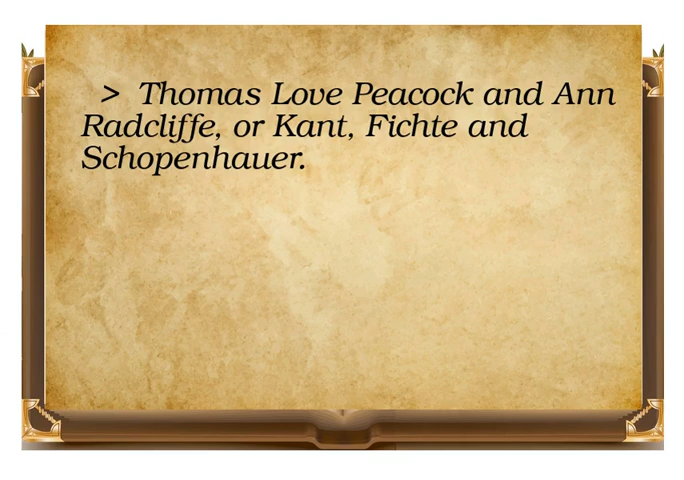 > Thomas Love Peacock and Ann
Radcliffe, or Kant, Fichte and
Schopenhauer.